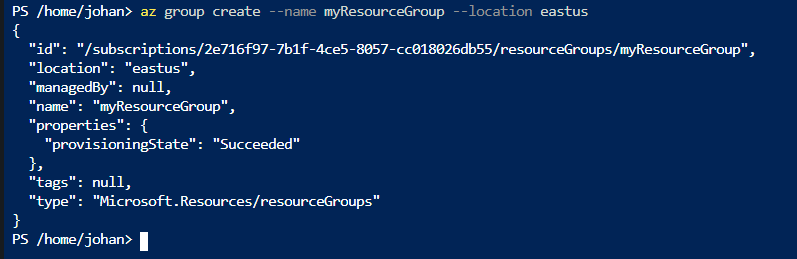 PS /home/johan> az group create --name myResourceGroup --location eastus
{
  "id": "/subscriptions/2e716f97-7b1f-4ce5-8057-cc018026db55/resourceGroups/myResourceGroup",
  "location": "eastus",
  "managedBy": null,
  "name": "myResourceGroup",
  "properties": {
    "provisioningState": "Succeeded"
  },
  "tags": null,
  "type": "Microsoft.Resources/resourceGroups"
}
PS /home/johan>